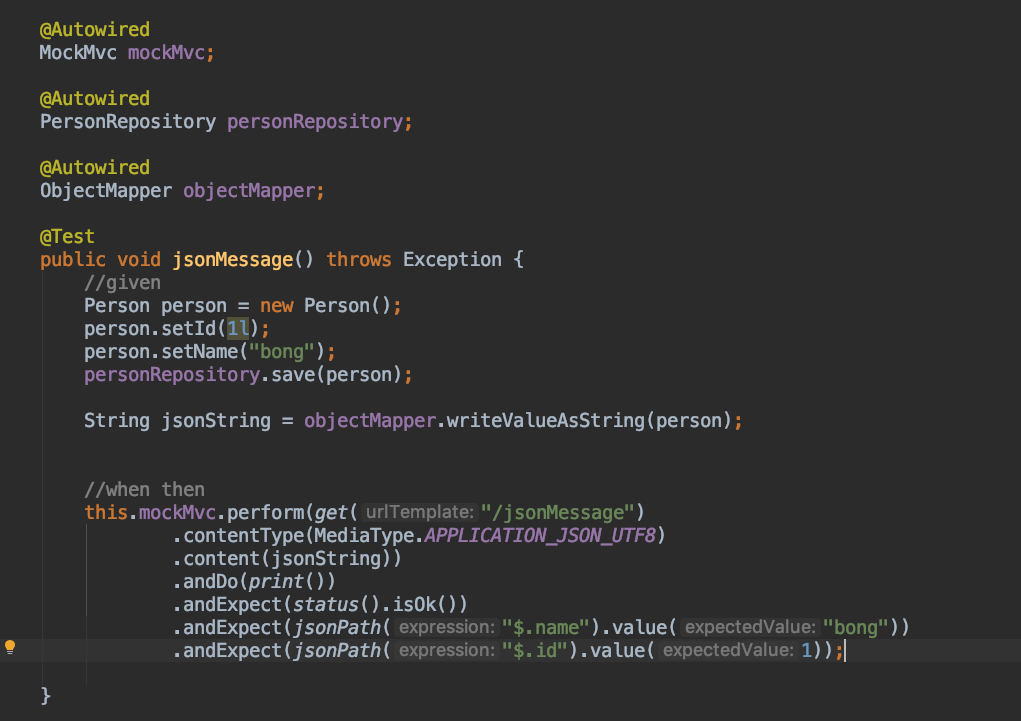 @Autowired
MockMvc mockMvc;
@Autowired
PersonRepository personRepository;
@Autowired
ObjectMapper objectMapper;
@Test
public void jsonMessage() throws Exception {
//given
Person person = new Person();
person.setId(1l);
person.setName("bong");
personRepository.save(person);
String jsonString = objectMapper.writeValueAsString(person);
//when then
this.mockMvc.perform(get( urlTemplate: "/jsonMessage")
.contentType(MediaType.APPLICATION_JSON_UTF8)
.content(jsonString))
.andDo(print())
.andExpect(status().isOk())
.andExpect(jsonPath( expression: "$.name").value( expectedValue: "bong"))
.andExpect(jsonPath( expression: "$.id").value( expectedValue: 1));
}